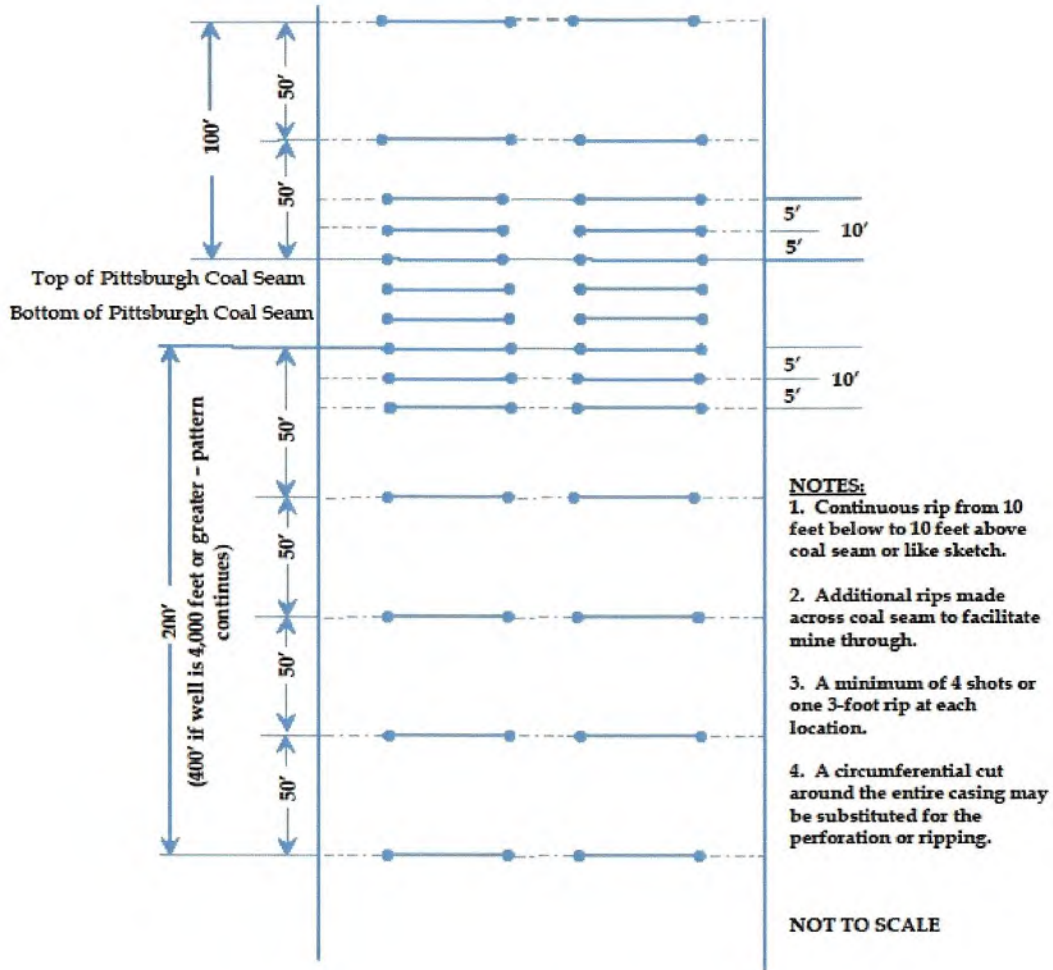 100'
50'
50'
5'
5'
10'
Top of Pittsburgh Coal Seam
Bottom of Pittsburgh Coal Seam
5'
5'
10'
200'
(400' if well is 4,000 feet or greater – pattern
continues)
50'
50'
50'
50'
NOTES:
1. Continuous rip from 10
feet below to 10 feet above
coal seam or like sketch.
2. Additional rips made
across coal seam to facilitate
mine through.
3. A minimum of 4 shots or
one 3-foot rip at each
location.
4. A circumferential cut
around the entire casing may
be substituted for the
perforation or ripping.
NOT TO SCALE